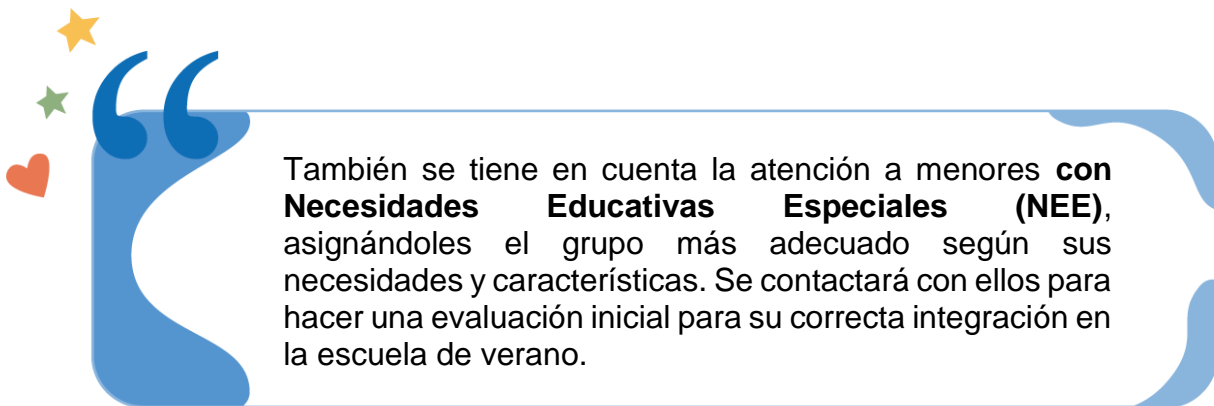 También se tiene en cuenta la atención a menores con
Necesidades Educativas Especiales (NEE),
asignándoles el grupo más adecuado según sus
necesidades y características. Se contactará con ellos para
hacer una evaluación inicial para su correcta integración en
la escuela de verano.